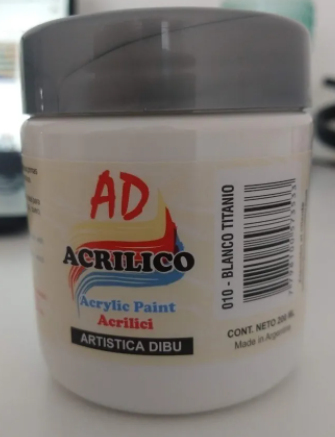 AD
ACRILICO
Acrylic Paint
Acrilici
ARTISTICA DIBU
010 - BLANCO TITANIO
CONT. NETO 200 ML
Made in Argentina